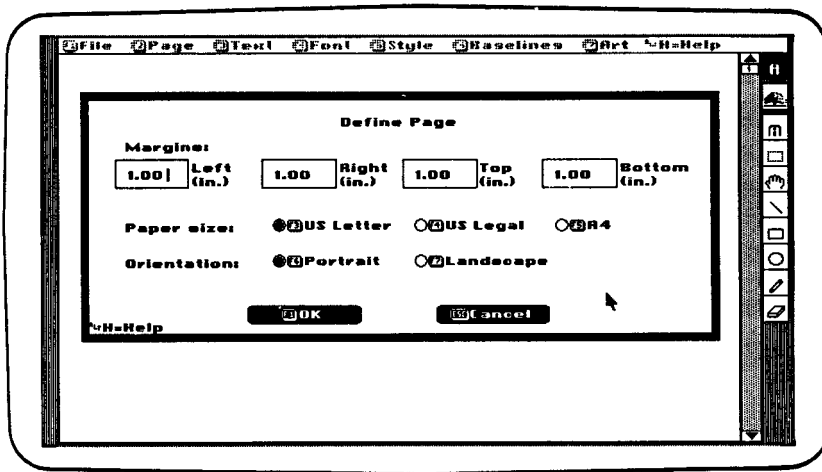 File Page Text Font Style Baselines Art H=Help
Define Page
Margins:
1.00 Left (in.) 1.00 Right (in.) 1.00 Top (in.) 1.00 Bottom (in.)
Paper size: US Letter US Legal A4
Orientation: Portrait Landscape
OK Cancel
H=Help